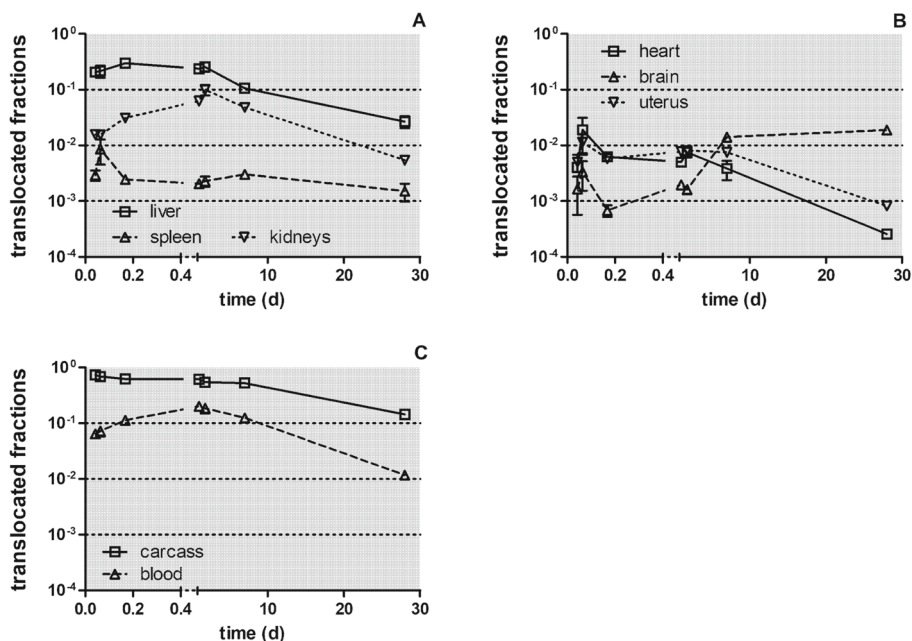 A
translocated fractions
10⁰
10⁻¹
10⁻²
10⁻³
10⁻⁴
liver
spleen kidneys
0.0 0.2 0.4 10 20 30
time (d)
B
translocated fractions
10⁰
10⁻¹
10⁻²
10⁻³
10⁻⁴
heart
brain
uterus
0.0 0.2 0.4 10 20 30
time (d)
C
translocated fractions
10⁰
10⁻¹
10⁻²
10⁻³
10⁻⁴
carcass
blood
0.0 0.2 0.4 10 20 30
time (d)